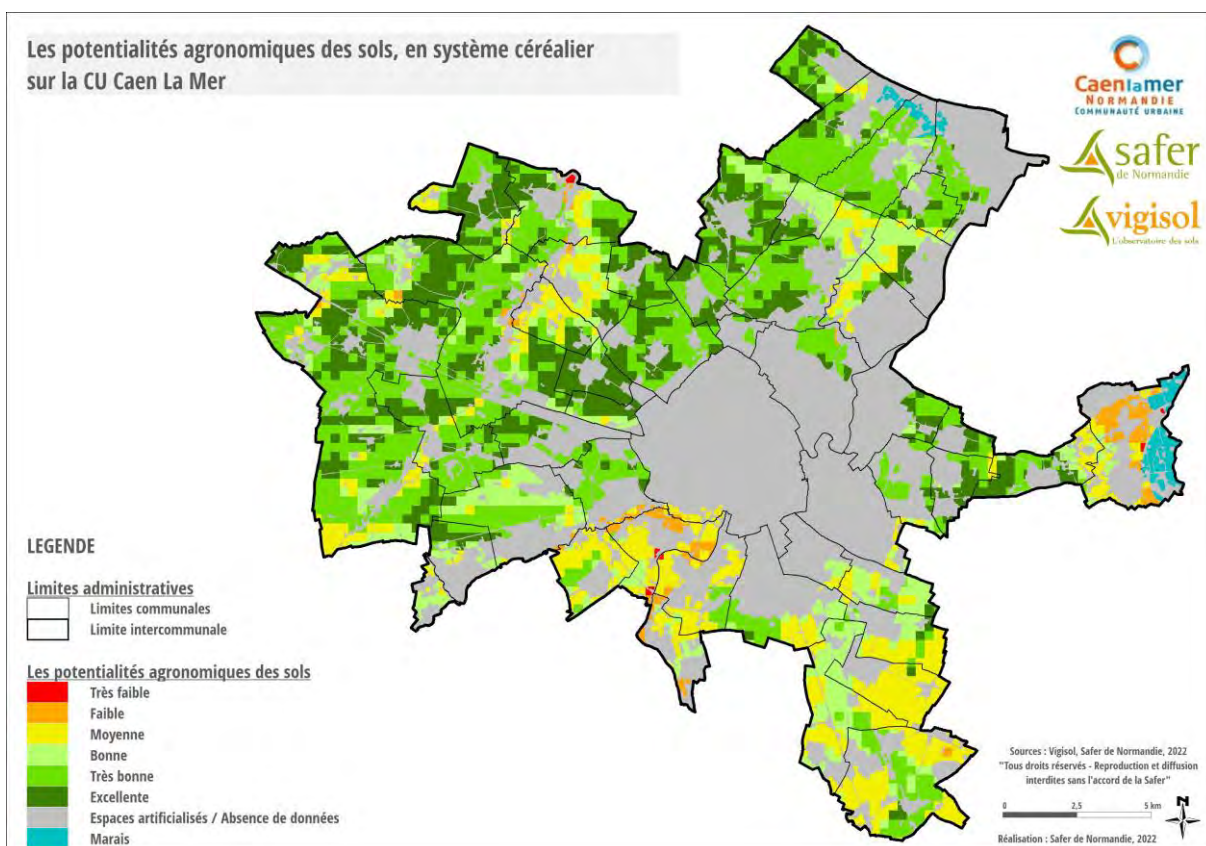 Les potentialités agronomiques des sols, en système céréalier
sur la CU Caen La Mer
Caenlamer
NORMANDIE
COMMUNAUTÉ URBAINE
safer
de Normandie
vigisol
L'observatoire des sols
LEGENDE
Limites administratives
Limites communales
Limite intercommunale
Les potentialités agronomiques des sols
Très faible
Faible
Moyenne
Bonne
Très bonne
Excellente
Espaces artificialisés / Absence de données
Marais
Sources : Vigisol, Safer de Normandie, 2022
"Tous droits réservés - Reproduction et diffusion
interdites sans l'accord de la Safer"
0 2,5 5 km
N
Réalisation : Safer de Normandie, 2022